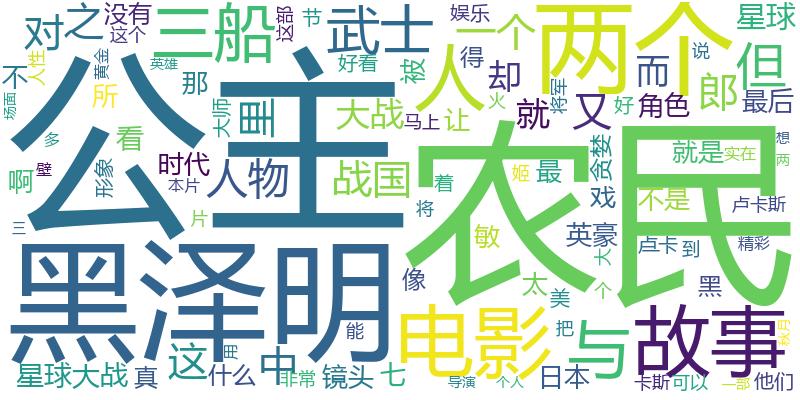 没有
这个
这部
节
娱乐
一个
两个
星球
对
之
三船
武士
好看
被
得
却
而
但
不
人性
黄金
英雄
那
公主
人
说
场面
所
大师
里
大战
马上
让
就
火
又
将军
好
郎
角色
最后
多
看
壁
时代
形象
啊
本片
人物
战国
着
姬
最
戏
贪婪
就是
实在
想
两
农民
片
三
将
敏
英豪
不是
卢卡斯
点卡
到
精彩
大
黑泽明
像
太
美
个
黑
能
电影
把
与
故事
秋月
星球大战
真
这
什么
用
中
非常
镜头
七
导演
个人
日本
卡斯
可以
一部
他们